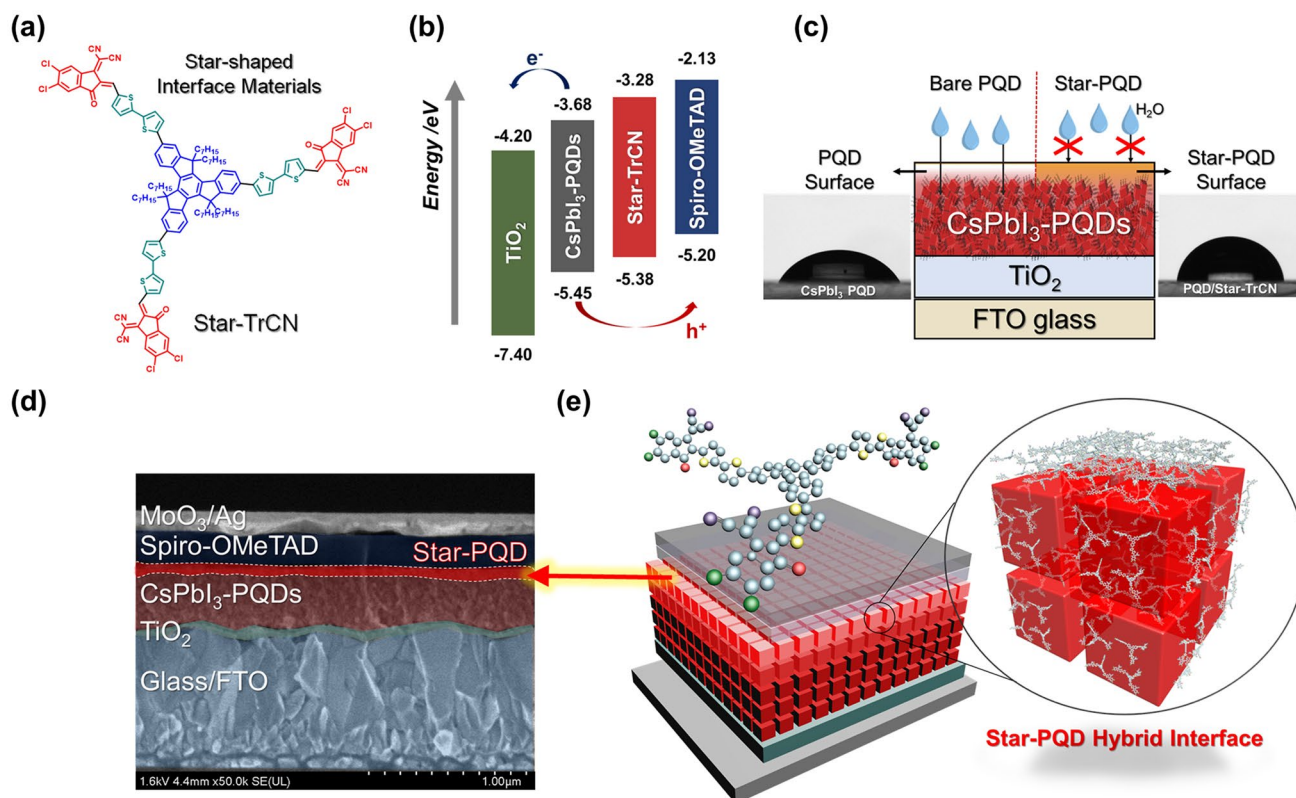 (a)
Star-shaped
Interface Materials
CN
CN
Cl
Cl
O
S
S
C₇H₁₅
C₇H₁₅
C₇H₁₅
C₇H₁₅
C₇H₁₅
C₇H₁₅
S
S
O
Cl
Cl
CN
CN
S
S
CN
CN
O
Cl
Cl
Star-TrCN
(b)
Energy /eV
e⁻
-4.20
TiO₂
-7.40
-3.68
CsPbI₃-PQDs
-5.45
-3.28
Star-TrCN
-5.38
-2.13
Spiro-OMeTAD
-5.20
h⁺
(c)
Bare PQD
Star-PQD
H₂O
PQD
Surface
Star-PQD
Surface
CsPbI₃-PQDs
TiO₂
FTO glass
CsPbI₃ PQD
PQD/Star-TrCN
(d)
MoO₃/Ag
Spiro-OMeTAD
Star-PQD
CsPbI₃-PQDs
TiO₂
Glass/FTO
1.6kV 4.4mm x50.0k SE(UL)
1.00μm
(e)
Star-PQD Hybrid Interface